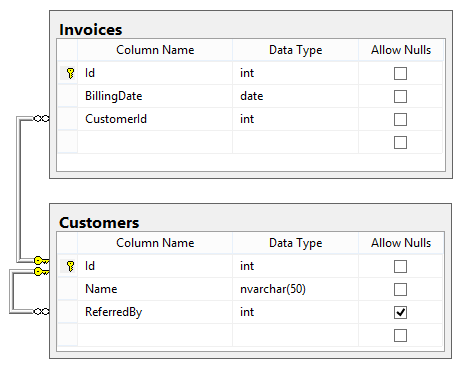 Invoices
Column Name Data Type Allow Nulls
Id int
BillingDate date
CustomerId int
Customers
Column Name Data Type Allow Nulls
Id int
Name nvarchar(50)
ReferredBy int